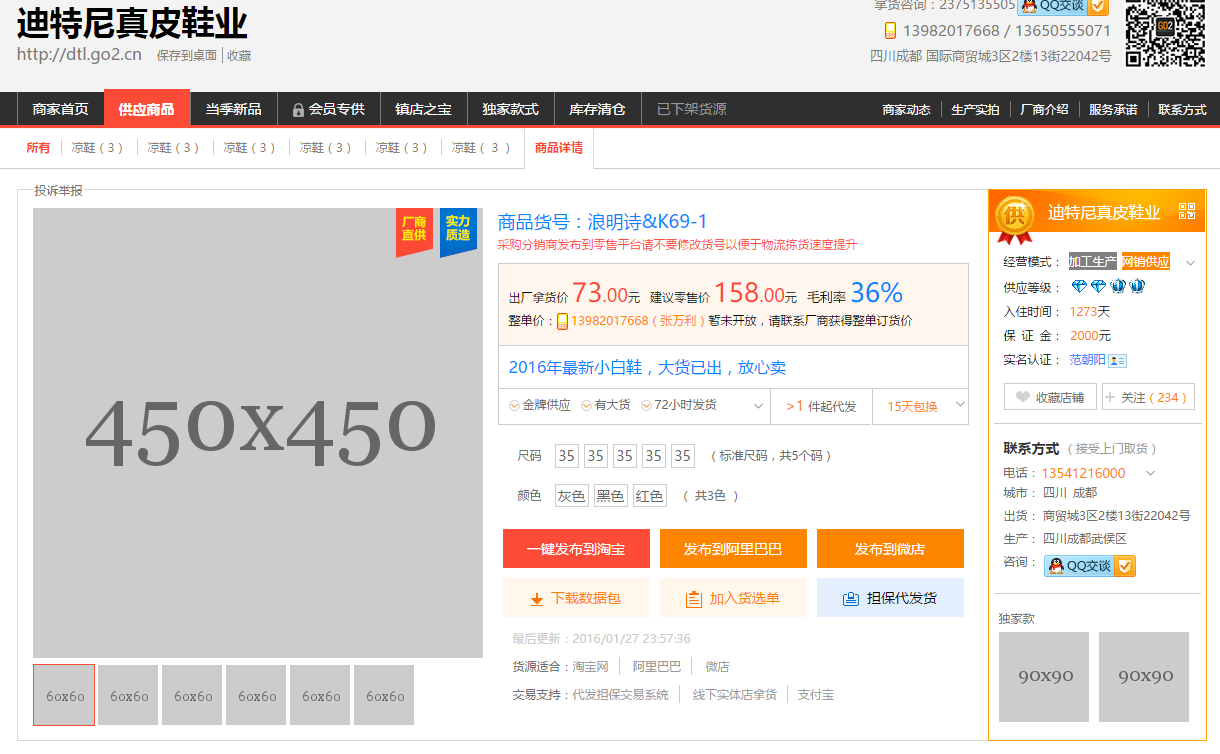 迪特尼真皮鞋业
http://dtl.go2.cn 保存到桌面 | 收藏
拿货咨询：2375135505 QQ交谈
13982017668 / 13650555071
四川成都 国际商贸城3区2楼13街22042号
GO2
商家首页 供应商品 当季新品 会员专供 镇店之宝 独家款式 库存清仓 已下架货源 商家动态 生产实拍 厂商介绍 服务承诺 联系方式
所有 凉鞋（3） 凉鞋（3） 凉鞋（3） 凉鞋（3） 凉鞋（3） 凉鞋（ 3 ） 商品详情
投诉举报
厂商直供
实力质造
450x450
60x60 60x60 60x60 60x60 60x60 60x60
商品货号：浪明诗&K69-1
采购分销商发布到零售平台请不要修改货号以便于物流拣货速度提升
出厂拿货价 73.00元 建议零售价 158.00元 毛利率 36%
整单价：13982017668（张万利）暂未开放，请联系厂商获得整单订货价
2016年最新小白鞋，大货已出，放心卖
金牌供应 有大货 72小时发货 >1 件起代发 15天包换
尺码 35 35 35 35 35 （标准尺码，共5个码）
颜色 灰色 黑色 红色 （ 共3色 ）
一键发布到淘宝 发布到阿里巴巴 发布到微店
下载数据包 加入货选单 担保代发货
最后更新：2016/01/27 23:57:36
货源适合：淘宝网 阿里巴巴 微店
交易支持：代发担保交易系统 线下实体店拿货 支付宝
供 迪特尼真皮鞋业
经营模式： 加工生产 网销供应
供应等级：
入住时间： 1273天
保 证 金： 2000元
实名认证： 范朝阳
收藏店铺 关注（234）
联系方式 （接受上门取货）
电话：13541216000
城市： 四川 成都
出货： 商贸城3区2楼13街22042号
生产： 四川成都武侯区
咨询： QQ交谈
独家款
90x90 90x90